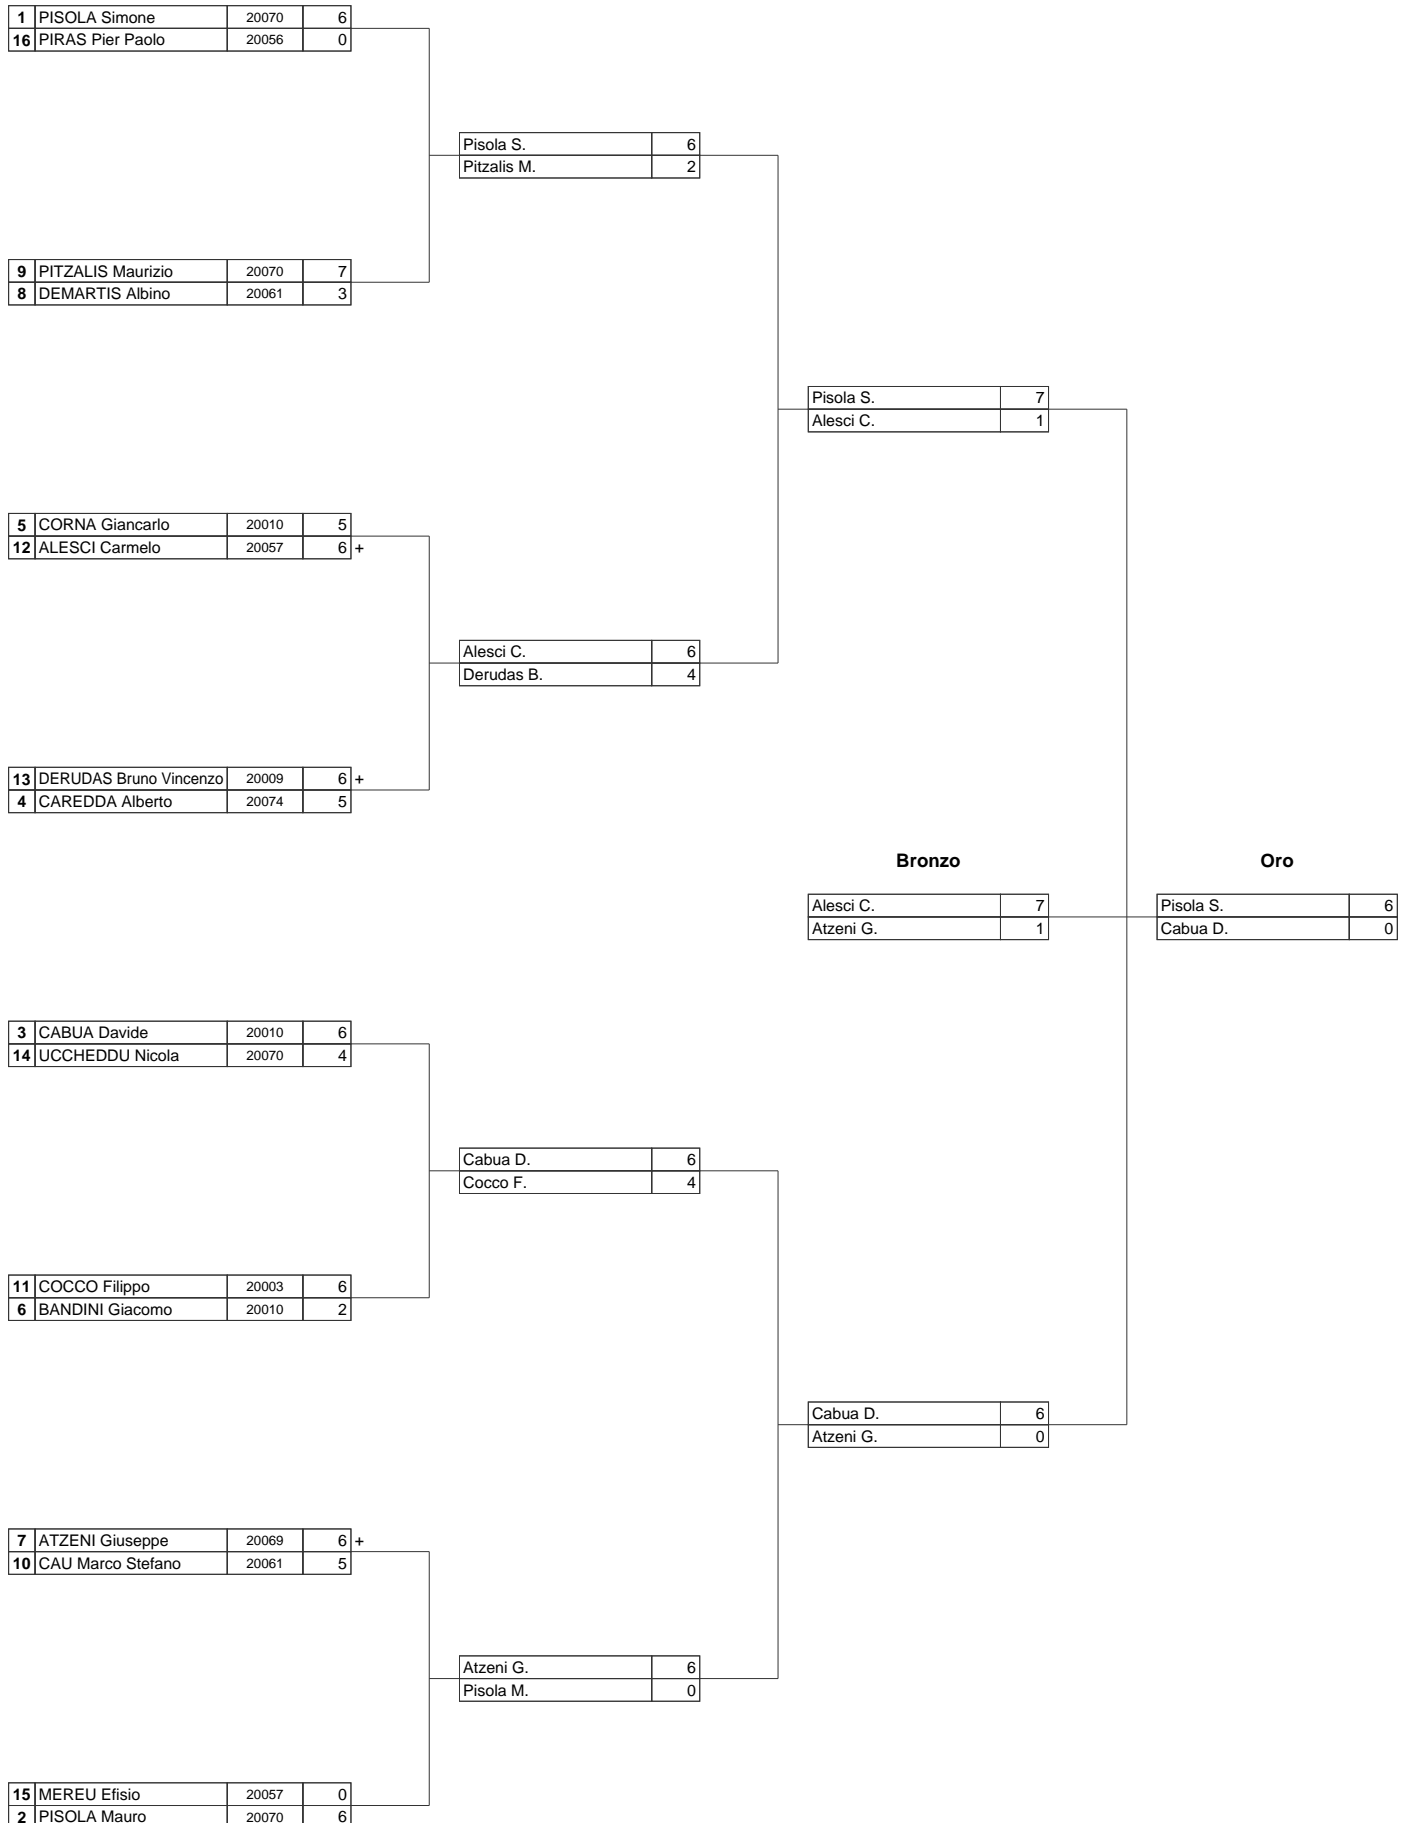 1 PISOLA Simone 20070 6
16 PIRAS Pier Paolo 20056 0
Pisola S. 6
Pitzalis M. 2
9 PITZALIS Maurizio 20070 7
8 DEMARTIS Albino 20061 3
Pisola S. 7
Alesci C. 1
5 CORNA Giancarlo 20010 5
12 ALESCI Carmelo 20057 6 +
Alesci C. 6
Derudas B. 4
13 DERUDAS Bruno Vincenzo 20009 6 +
4 CAREDDA Alberto 20074 5
Bronzo Oro
Alesci C. 7 Pisola S. 6
Atzeni G. 1 Cabua D. 0
3 CABUA Davide 20010 6
14 UCCHEDDU Nicola 20070 4
Cabua D. 6
Cocco F. 4
11 COCCO Filippo 20003 6
6 BANDINI Giacomo 20010 2
Cabua D. 6
Atzeni G. 0
7 ATZENI Giuseppe 20069 6 +
10 CAU Marco Stefano 20061 5
Atzeni G. 6
Pisola M. 0
15 MEREU Efisio 20057 0
2 PISOLA Mauro 20070 6